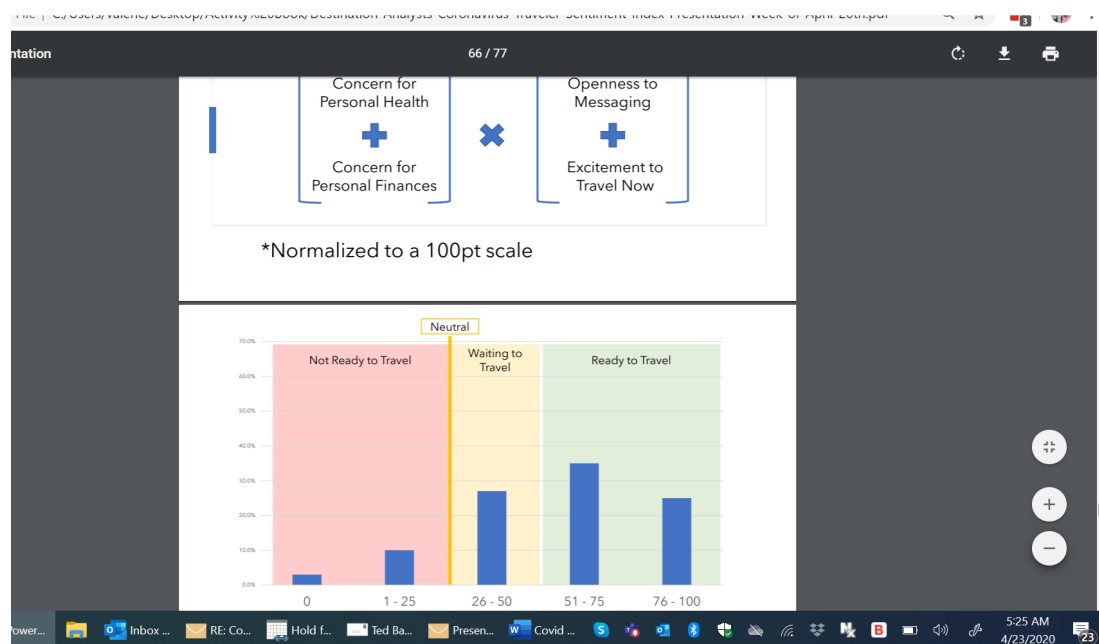 ntation
66 / 77
3
Concern for
Personal Health
Concern for
Personal Finances
Openness to
Messaging
Excitement to
Travel Now
*Normalized to a 100pt scale
Neutral
Not Ready to Travel
Waiting to
Travel
Ready to Travel
70.0%
60.0%
50.0%
40.0%
30.0%
20.0%
10.0%
0.0%
0
1 - 25
26 - 50
51 - 75
76 - 100
Power...
Inbox ...
RE: Co...
Hold f...
Ted Ba...
Presen...
Covid ...
5:25 AM
4/23/2020
23